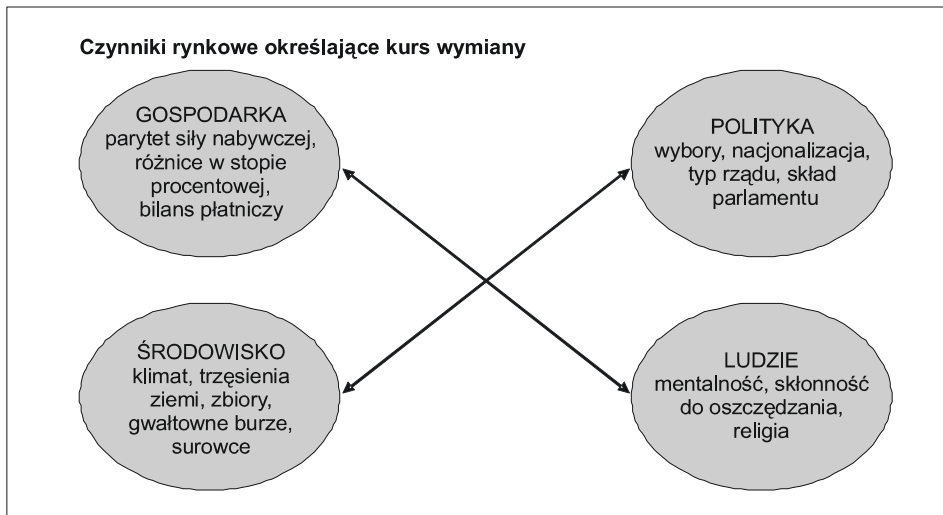 Czynniki rynkowe określające kurs wymiany
GOSPODARKA
parytet siły nabywczej,
różnice w stopie
procentowej,
bilans płatniczy
POLITYKA
wybory, nacjonalizacja,
typ rządu, skład
parlamentu
ŚRODOWISKO
klimat, trzęsienia
ziemi, zbiory,
gwałtowne burze,
surowce
LUDZIE
mentalność, skłonność
do oszczędzania,
religia